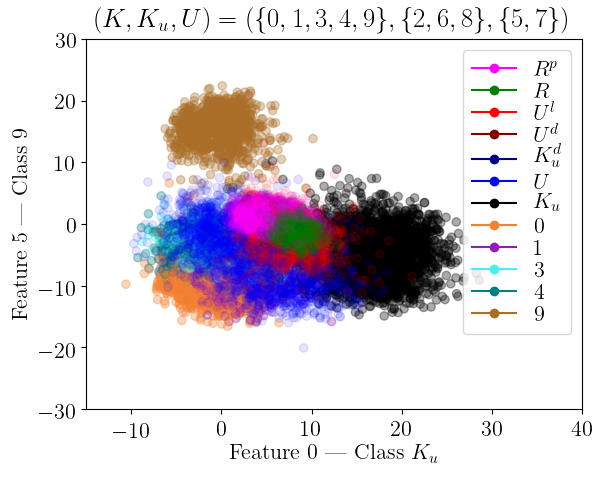 (K, K_u, U) = ({0, 1, 3, 4, 9}, {2, 6, 8}, {5, 7})
30
20
10
0
−10
−20
−30
Feature 5 — Class 9
R^p
R
U^l
U^d
K_u^d
U
K_u
0
1
3
4
9
−10
0
10
20
30
40
Feature 0 — Class K_u